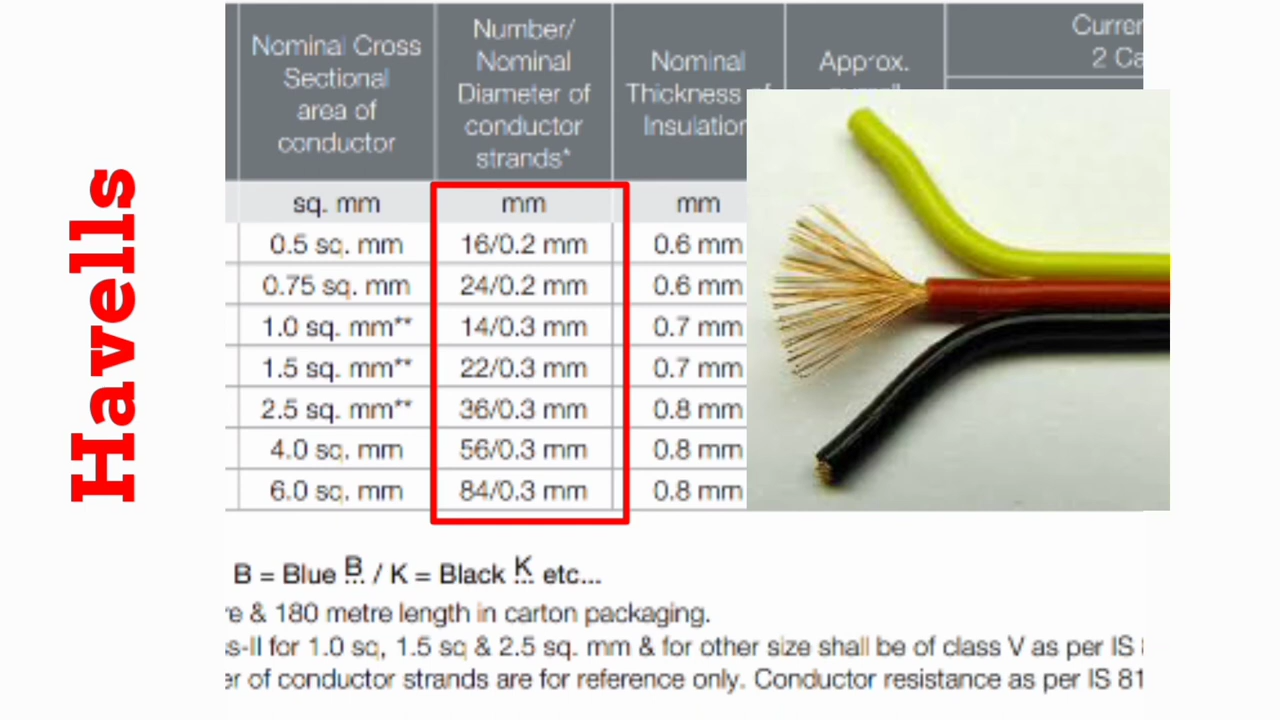 Havells
Nominal Cross Sectional area of conductor
Number/ Nominal Diameter of conductor strands*
Nominal Thickness of Insulation
Approx.
2
sq. mm mm mm
0.5 sq. mm 16/0.2 mm 0.6 mm
0.75 sq. mm 24/0.2 mm 0.6 mm
1.0 sq. mm** 14/0.3 mm 0.7 mm
1.5 sq. mm** 22/0.3 mm 0.7 mm
2.5 sq. mm** 36/0.3 mm 0.8 mm
4.0 sq. mm 56/0.3 mm 0.8 mm
6.0 sq. mm 84/0.3 mm 0.8 mm
B = Blue B... / K = Black K... etc...
& 180 metre length in carton packaging.
s-II for 1.0 sq, 1.5 sq & 2.5 sq. mm & for other size shall be of class V as per IS
of conductor strands are for reference only. Conductor resistance as per IS 81